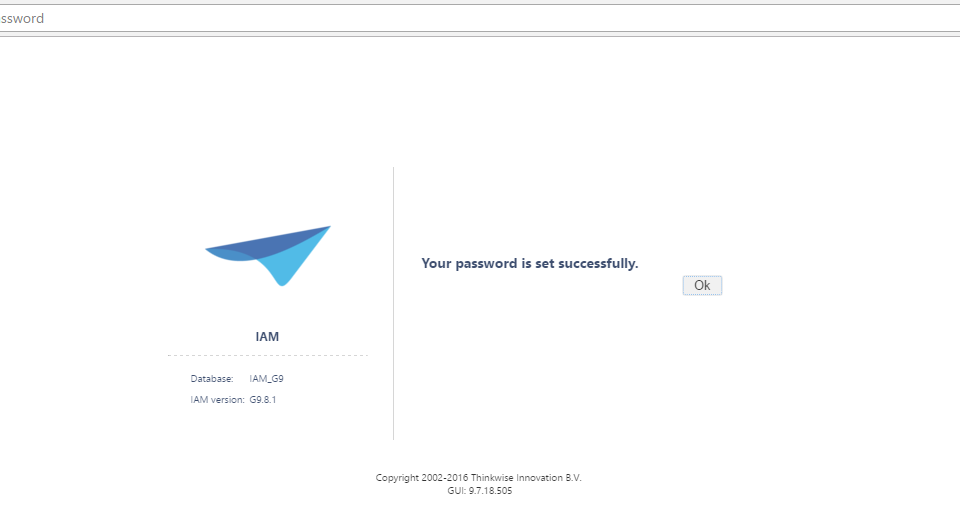 ssword
Your password is set successfully.
Ok
IAM
Database: IAM_G9
IAM version: G9.8.1
Copyright 2002-2016 Thinkwise Innovation B.V.
GUI: 9.7.18.505